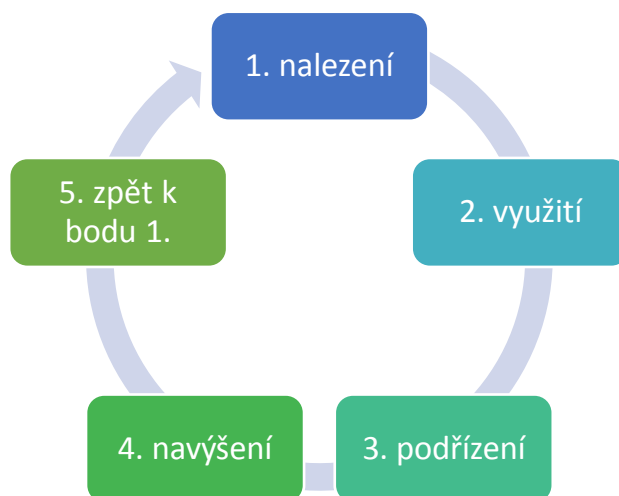 1. nalezení
2. využití
3. podřízení
4. navýšení
5. zpět k
bodu 1.